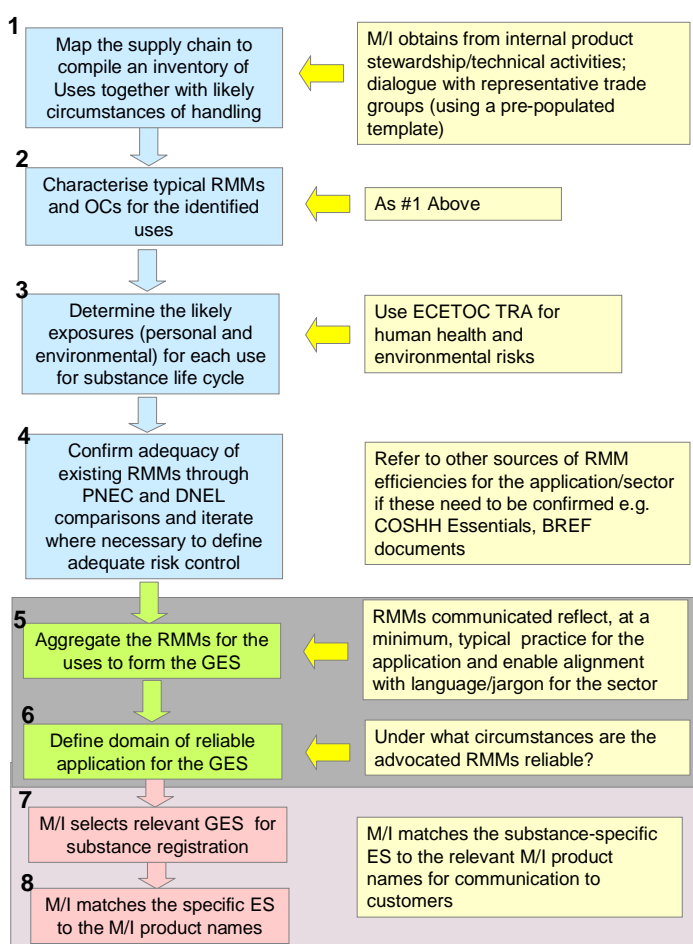 1
Map the supply chain to
compile an inventory of
Uses together with likely
circumstances of handling
M/I obtains from internal product
stewardship/technical activities;
dialogue with representative trade
groups (using a pre-populated
template)
2
Characterise typical RMMs
and OCs for the identified
uses
As #1 Above
3
Determine the likely
exposures (personal and
environmental) for each use
for substance life cycle
Use ECETOC TRA for
human health and
environmental risks
4
Confirm adequacy of
existing RMMs through
PNEC and DNEL
comparisons and iterate
where necessary to define
adequate risk control
Refer to other sources of RMM
efficiencies for the application/sector
if these need to be confirmed e.g.
COSHH Essentials, BREF
documents
5
Aggregate the RMMs for the
uses to form the GES
RMMs communicated reflect, at a
minimum, typical practice for the
application and enable alignment
with language/jargon for the sector
6
Define domain of reliable
application for the GES
Under what circumstances are the
advocated RMMs reliable?
7
M/I selects relevant GES for
substance registration
M/I matches the substance-specific
ES to the relevant M/I product
names for communication to
customers
8
M/I matches the specific ES
to the M/I product names